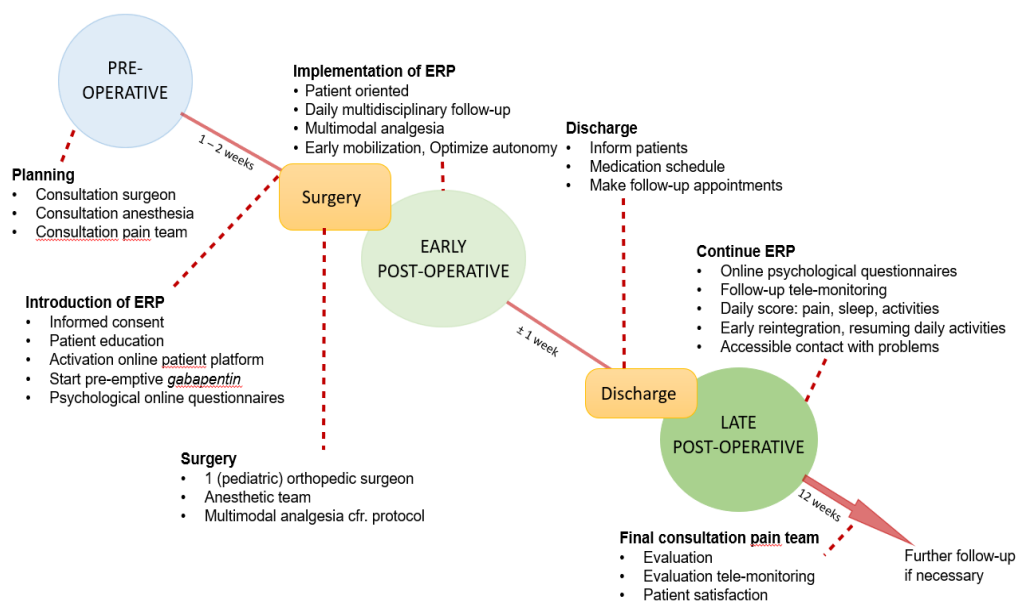 PRE-
OPERATIVE
1 – 2 weeks
Planning
• Consultation surgeon
• Consultation anesthesia
• Consultation pain team
Introduction of ERP
• Informed consent
• Patient education
• Activation online patient platform
• Start pre-emptive gabapentin
• Psychological online questionnaires
Surgery
Surgery
• 1 (pediatric) orthopedic surgeon
• Anesthetic team
• Multimodal analgesia cfr. protocol
Implementation of ERP
• Patient oriented
• Daily multidisciplinary follow-up
• Multimodal analgesia
• Early mobilization, Optimize autonomy
EARLY
POST-OPERATIVE
± 1 week
Discharge
• Inform patients
• Medication schedule
• Make follow-up appointments
Discharge
Continue ERP
• Online psychological questionnaires
• Follow-up tele-monitoring
• Daily score: pain, sleep, activities
• Early reintegration, resuming daily activities
• Accessible contact with problems
LATE
POST-OPERATIVE
12 weeks
Final consultation pain team
• Evaluation
• Evaluation tele-monitoring
• Patient satisfaction
Further follow-up
if necessary